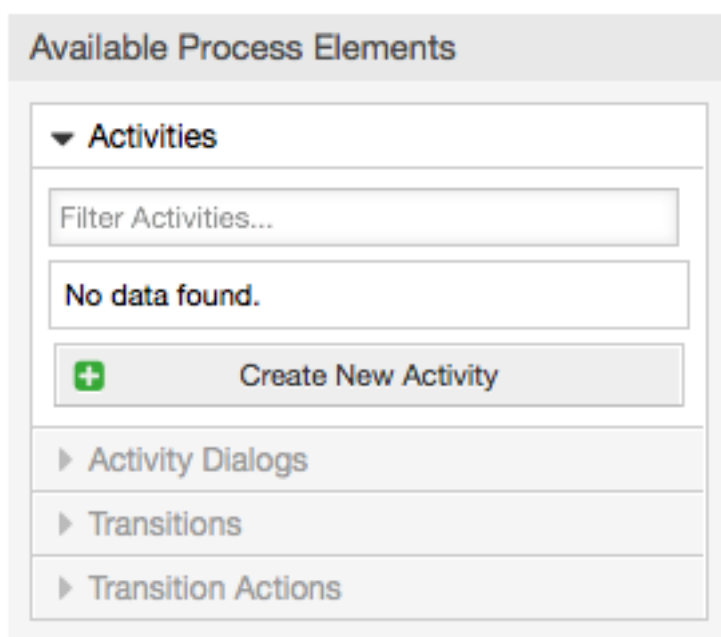 Available Process Elements
Activities
Filter Activities...
No data found.
Create New Activity
Activity Dialogs
Transitions
Transition Actions